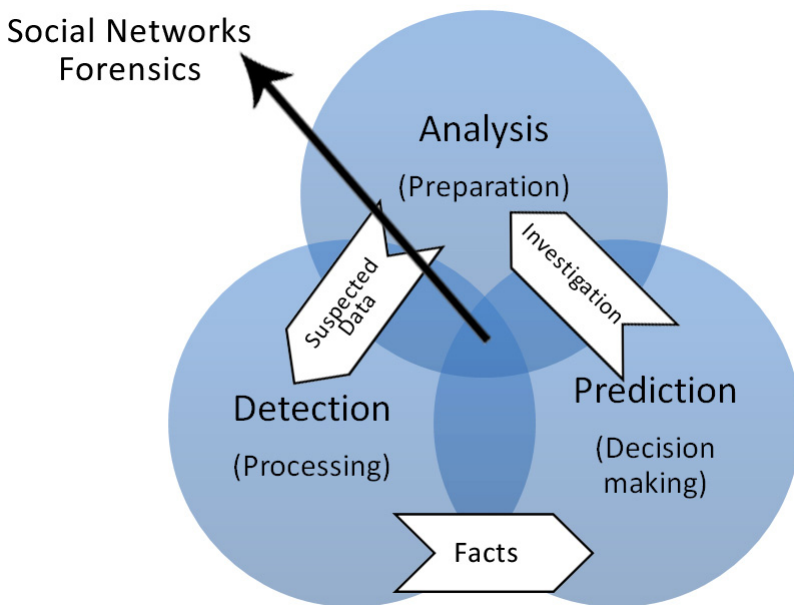 Social Networks
Forensics
Analysis
(Preparation)
Suspected
Data
Investigation
Detection
(Processing)
Prediction
(Decision
making)
Facts